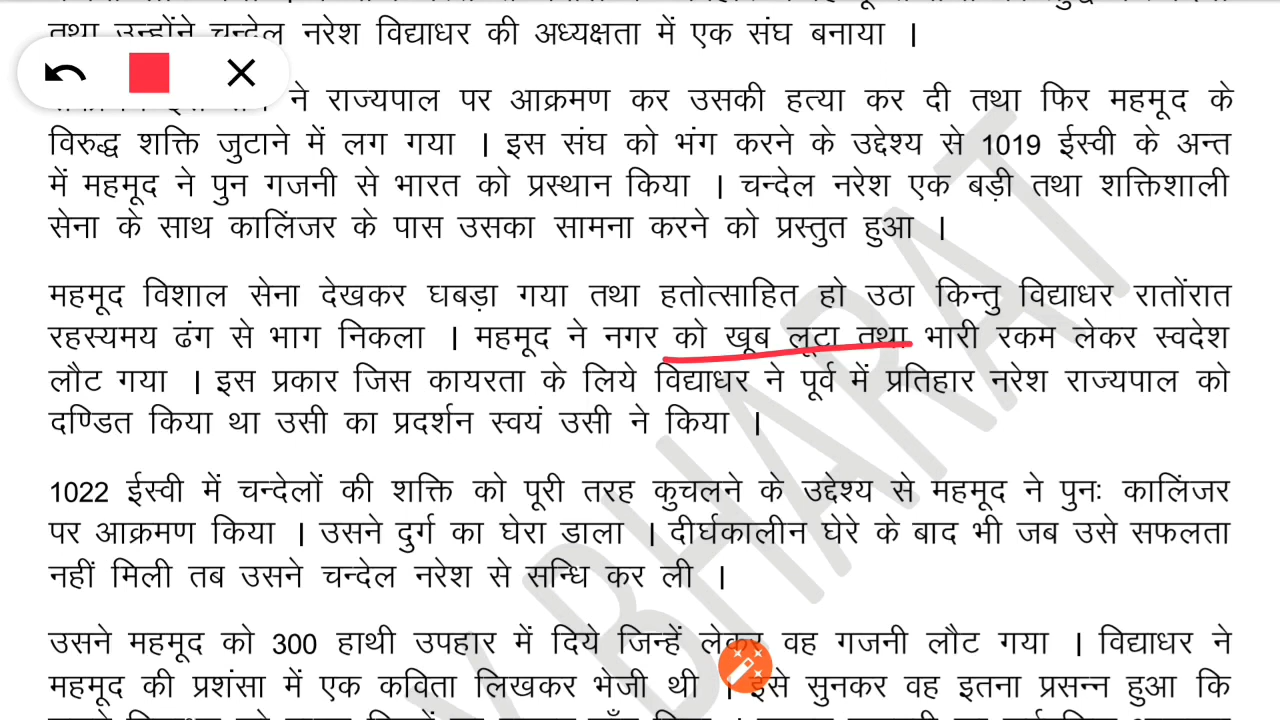 तथा उन्होंने चन्देल नरेश विद्याधर की अध्यक्षता में एक संघ बनाया ।
ने राज्यपाल पर आक्रमण कर उसकी हत्या कर दी तथा फिर महमूद के
विरुद्ध शक्ति जुटाने में लग गया । इस संघ को भंग करने के उद्देश्य से 1019 ईस्वी के अन्त
में महमूद ने पुन गजनी से भारत को प्रस्थान किया । चन्देल नरेश एक बड़ी तथा शक्तिशाली
सेना के साथ कालिंजर के पास उसका सामना करने को प्रस्तुत हुआ ।
महमूद विशाल सेना देखकर घबड़ा गया तथा हतोत्साहित हो उठा किन्तु विद्याधर रातोंरात
रहस्यमय ढंग से भाग निकला । महमूद ने नगर को खूब लूटा तथा भारी रकम लेकर स्वदेश
लौट गया । इस प्रकार जिस कायरता के लिये विद्याधर ने पूर्व में प्रतिहार नरेश राज्यपाल को
दण्डित किया था उसी का प्रदर्शन स्वयं उसी ने किया ।
1022 ईस्वी में चन्देलों की शक्ति को पूरी तरह कुचलने के उद्देश्य से महमूद ने पुनः कालिंजर
पर आक्रमण किया । उसने दुर्ग का घेरा डाला । दीर्घकालीन घेरे के बाद भी जब उसे सफलता
नहीं मिली तब उसने चन्देल नरेश से सन्धि कर ली ।
उसने महमूद को 300 हाथी उपहार में दिये जिन्हें लेकर वह गजनी लौट गया । विद्याधर ने
महमूद की प्रशंसा में एक कविता लिखकर भेजी थी । इसे सुनकर वह इतना प्रसन्न हुआ कि
BHARAT